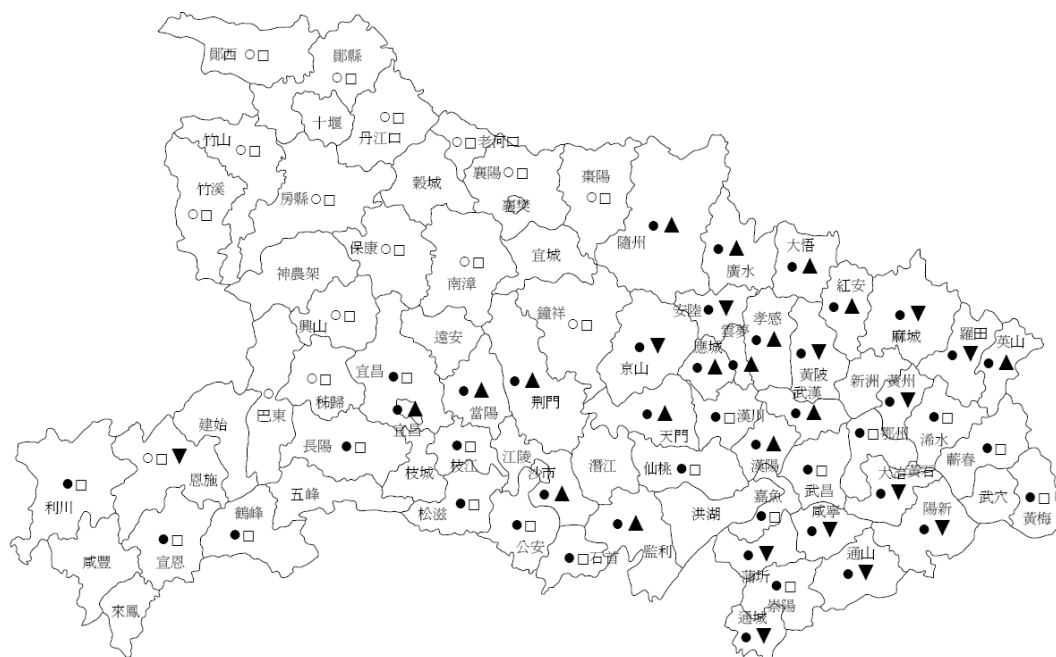 鄖西
鄖縣
十堰
丹江口
竹山
老河口
竹溪
房縣
穀城
襄陽
棗陽
襄樊
保康
宜城
隨州
神農架
南漳
廣水
大悟
紅安
興山
鐘祥
安陸
雲夢
孝感
麻城
羅田
英山
遠安
京山
應城
黃陂
宜昌
武漢
新洲
黃州
秭歸
當陽
荆門
巴東
宜昌
天門
漢川
鄂州
浠水
建始
長陽
枝江
江陵
漢陽
蘄春
枝城
沙市
潛江
仙桃
武昌
大冶
黃石
恩施
利川
五峰
松滋
洪湖
嘉魚
咸寧
陽新
武穴
黃梅
鶴峰
公安
監利
宣恩
石首
蒲圻
通山
咸豐
崇陽
來鳳
通城